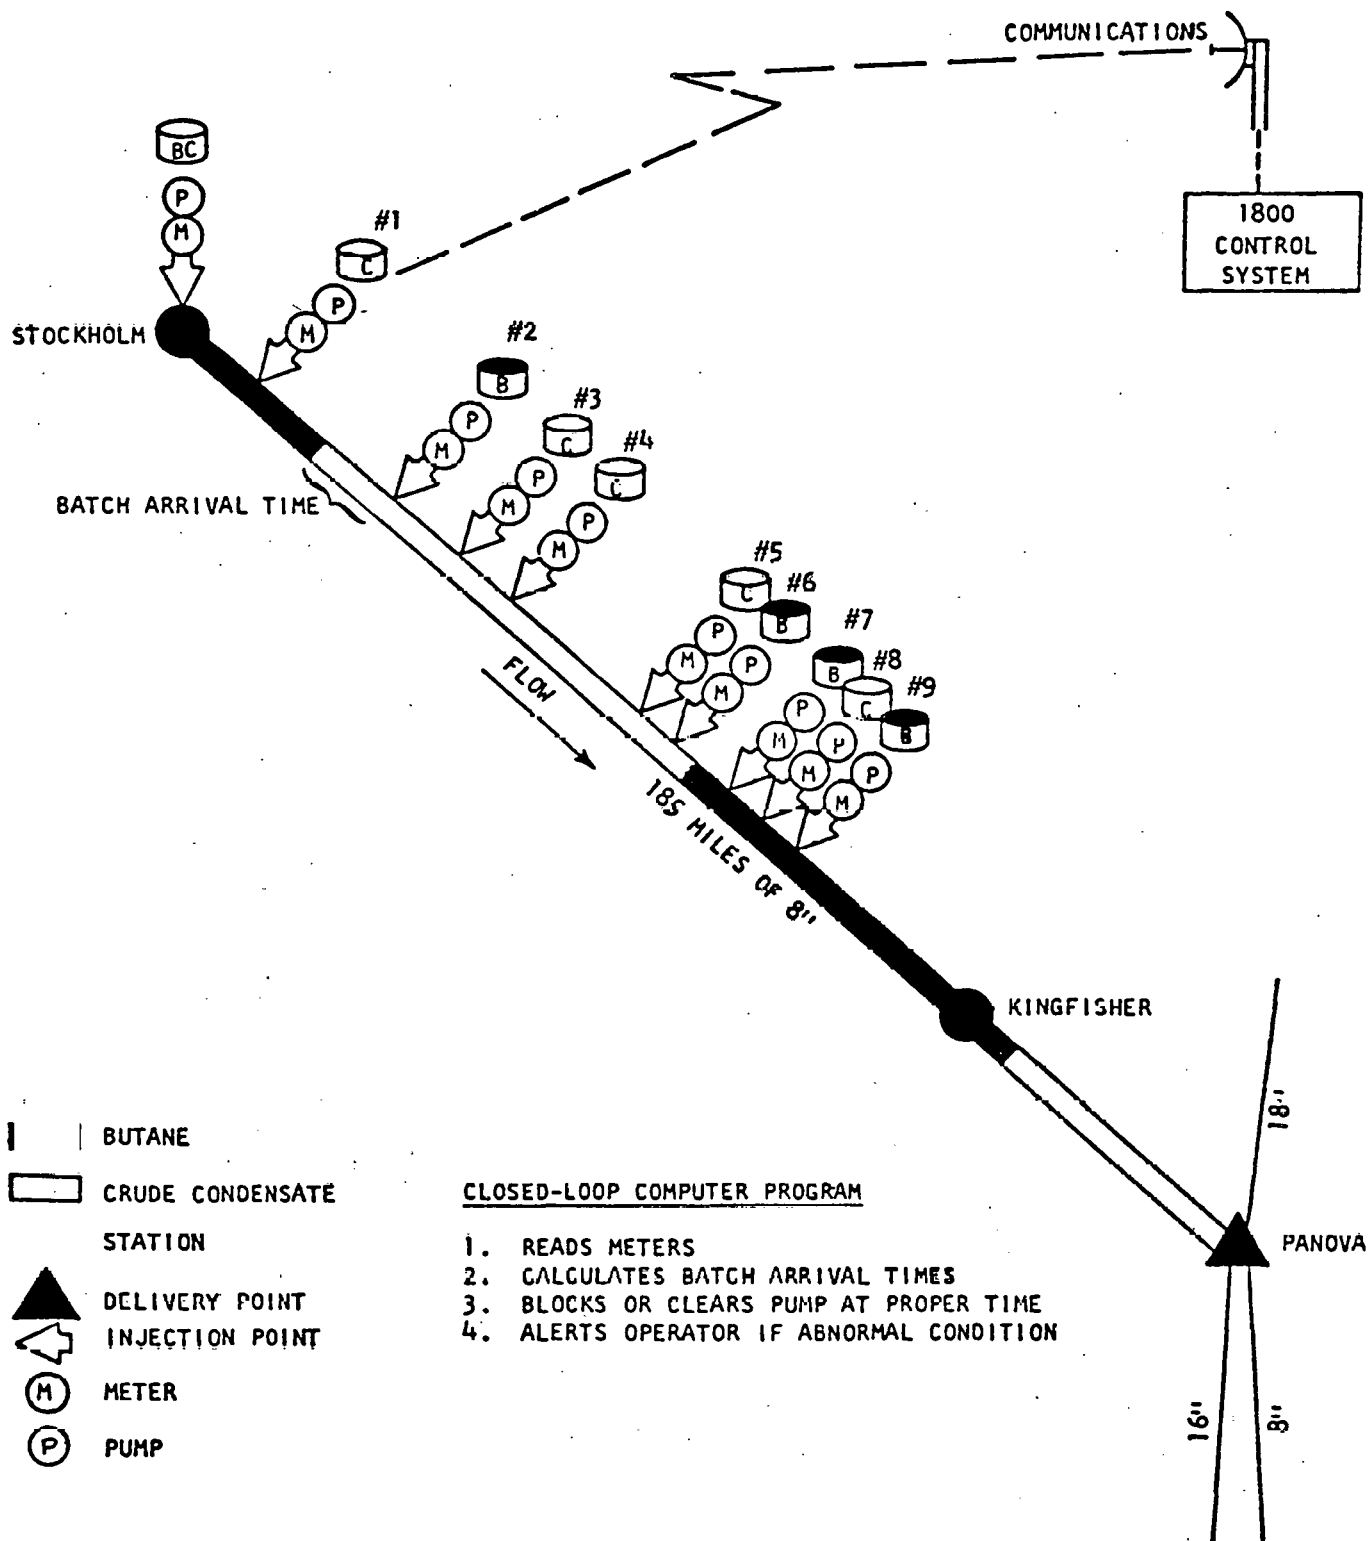 COMMUNICATIONS
1800
CONTROL
SYSTEM
BC
P
M
STOCKHOLM
#1
C
P
M
#2
B
P
M
#3
C
P
M
#4
C
P
M
BATCH ARRIVAL TIME
#5
C
P
M
#6
B
P
M
#7
B
P
M
#8
C
P
M
#9
B
P
M
FLOW
185 MILES OF 8"
KINGFISHER
18"
PANOVA
16"
8"
BUTANE
CRUDE CONDENSATE
STATION
DELIVERY POINT
INJECTION POINT
M METER
P PUMP
CLOSED-LOOP COMPUTER PROGRAM
1. READS METERS
2. CALCULATES BATCH ARRIVAL TIMES
3. BLOCKS OR CLEARS PUMP AT PROPER TIME
4. ALERTS OPERATOR IF ABNORMAL CONDITION